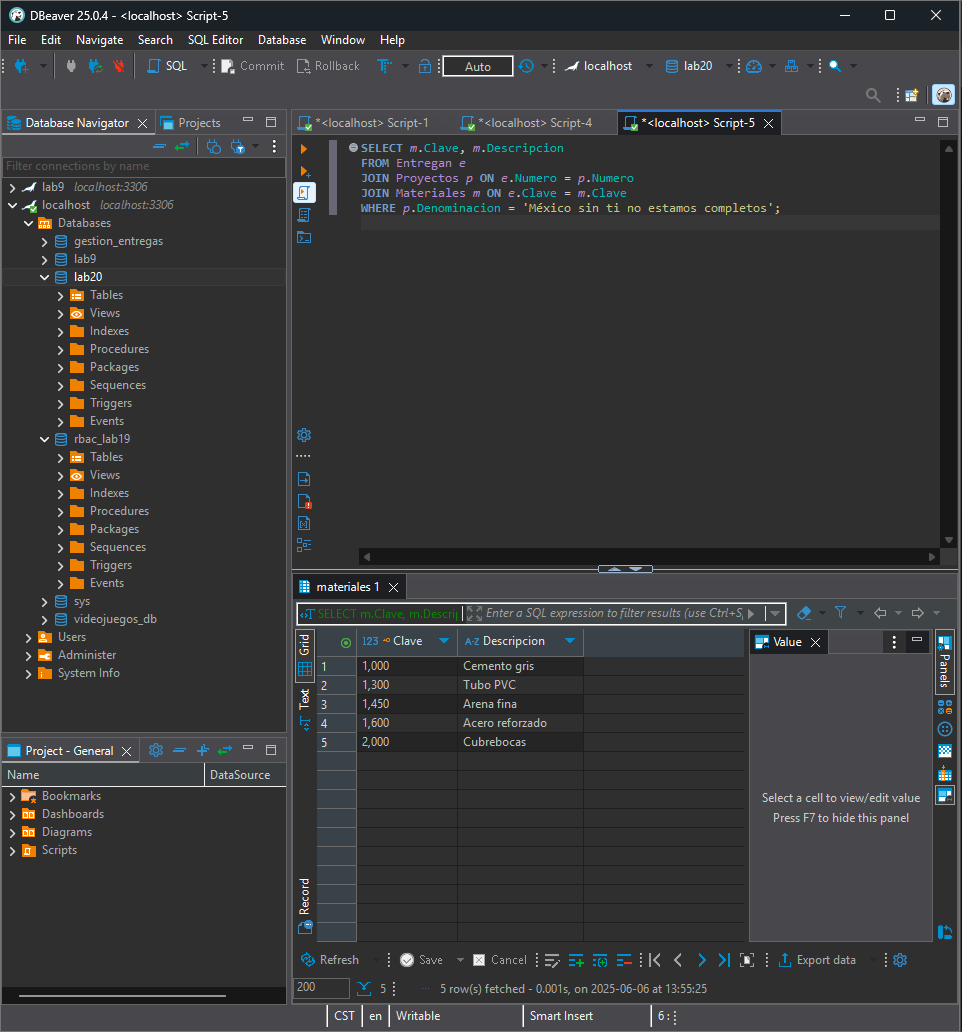 DBeaver 25.0.4 - <localhost> Script-5
File Edit Navigate Search SQL Editor Database Window Help
SQL Commit Rollback Auto localhost lab20
Database Navigator Projects
Filter connections by name
lab9 localhost:3306
localhost localhost:3306
Databases
gestion_entregas
lab9
lab20
Tables
Views
Indexes
Procedures
Packages
Sequences
Triggers
Events
rbac_lab19
Tables
Views
Indexes
Procedures
Packages
Sequences
Triggers
Events
sys
videojuegos_db
Users
Administer
System Info
Project - General
Name DataSource
Bookmarks
Dashboards
Diagrams
Scripts
*<localhost> Script-1 *<localhost> Script-4 *<localhost> Script-5
SELECT m.Clave, m.Descripcion
FROM Entregan e
JOIN Proyectos p ON e.Numero = p.Numero
JOIN Materiales m ON e.Clave = m.Clave
WHERE p.Denominacion = 'México sin ti no estamos completos';
materiales 1
SELECT m.Clave, m.Descrip Enter a SQL expression to filter results (use Ctrl+S
Grid
Text
Record
123 Clave A-Z Descripcion
1 1,000 Cemento gris
2 1,300 Tubo PVC
3 1,450 Arena fina
4 1,600 Acero reforzado
5 2,000 Cubrebocas
Value
Select a cell to view/edit value
Press F7 to hide this panel
Panels
Refresh Save Cancel Export data
200 5 5 row(s) fetched - 0.001s, on 2025-06-06 at 13:55:25
CST en Writable Smart Insert 6 :